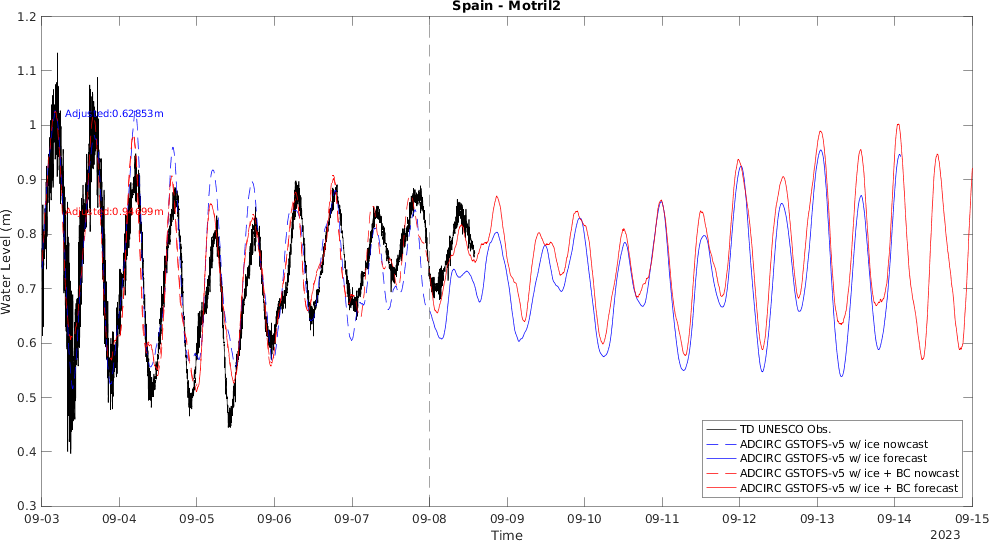 Spain - Motril2
1.2
1.1
1
0.9
0.8
0.7
0.6
0.5
0.4
0.3
Water Level (m)
Adjusted:0.62853m
09-03
09-04
09-05
09-06
09-07
09-08
09-09
09-10
09-11
09-12
09-13
09-14
09-15
Time
2023
TD UNESCO Obs.
ADCIRC GSTOFS-v5 w/ ice nowcast
ADCIRC GSTOFS-v5 w/ ice forecast
ADCIRC GSTOFS-v5 w/ ice + BC nowcast
ADCIRC GSTOFS-v5 w/ ice + BC forecast